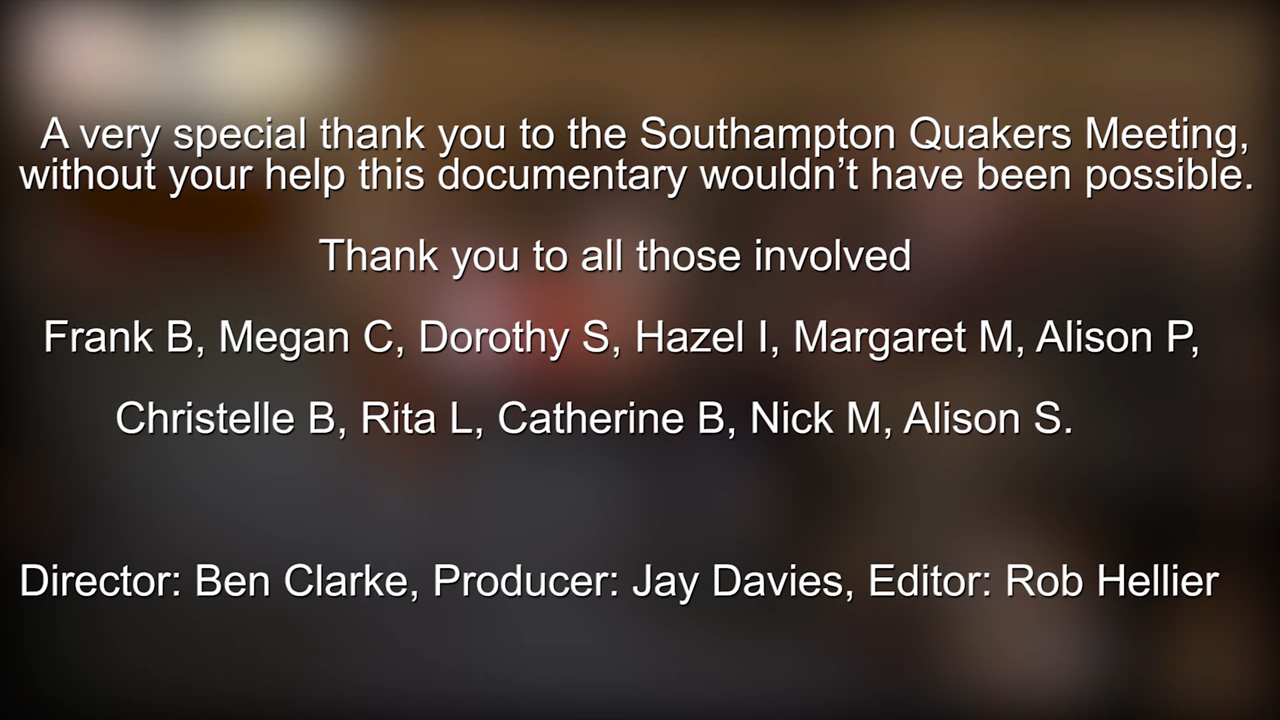 A very special thank you to the Southampton Quakers Meeting,
without your help this documentary wouldn’t have been possible.
Thank you to all those involved
Frank B, Megan C, Dorothy S, Hazel I, Margaret M, Alison P,
Christelle B, Rita L, Catherine B, Nick M, Alison S.
Director: Ben Clarke, Producer: Jay Davies, Editor: Rob Hellier